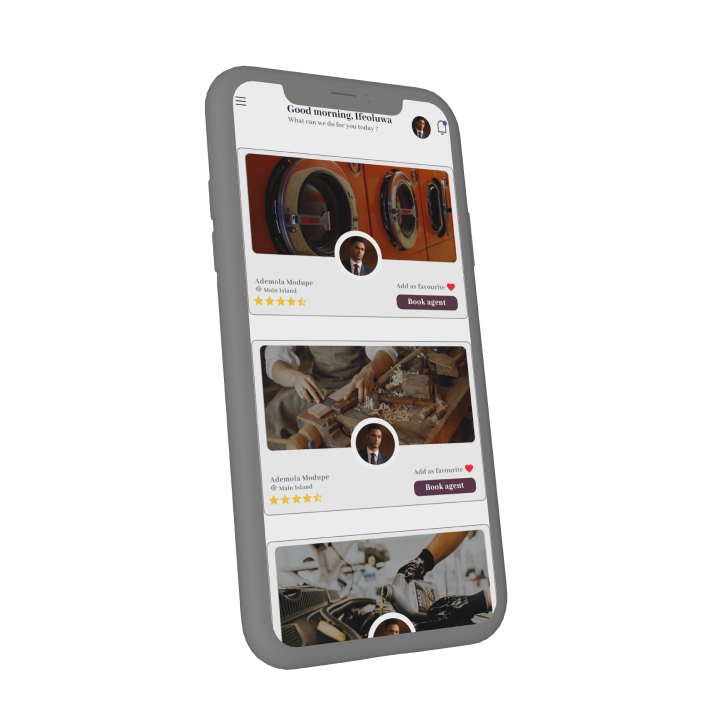 Good morning, Ifeoluwa
What can we do for you today ?
Ademola Modupe
Main Island
Add as favourite
Book agent
Ademola Modupe
Main Island
Add as favourite
Book agent